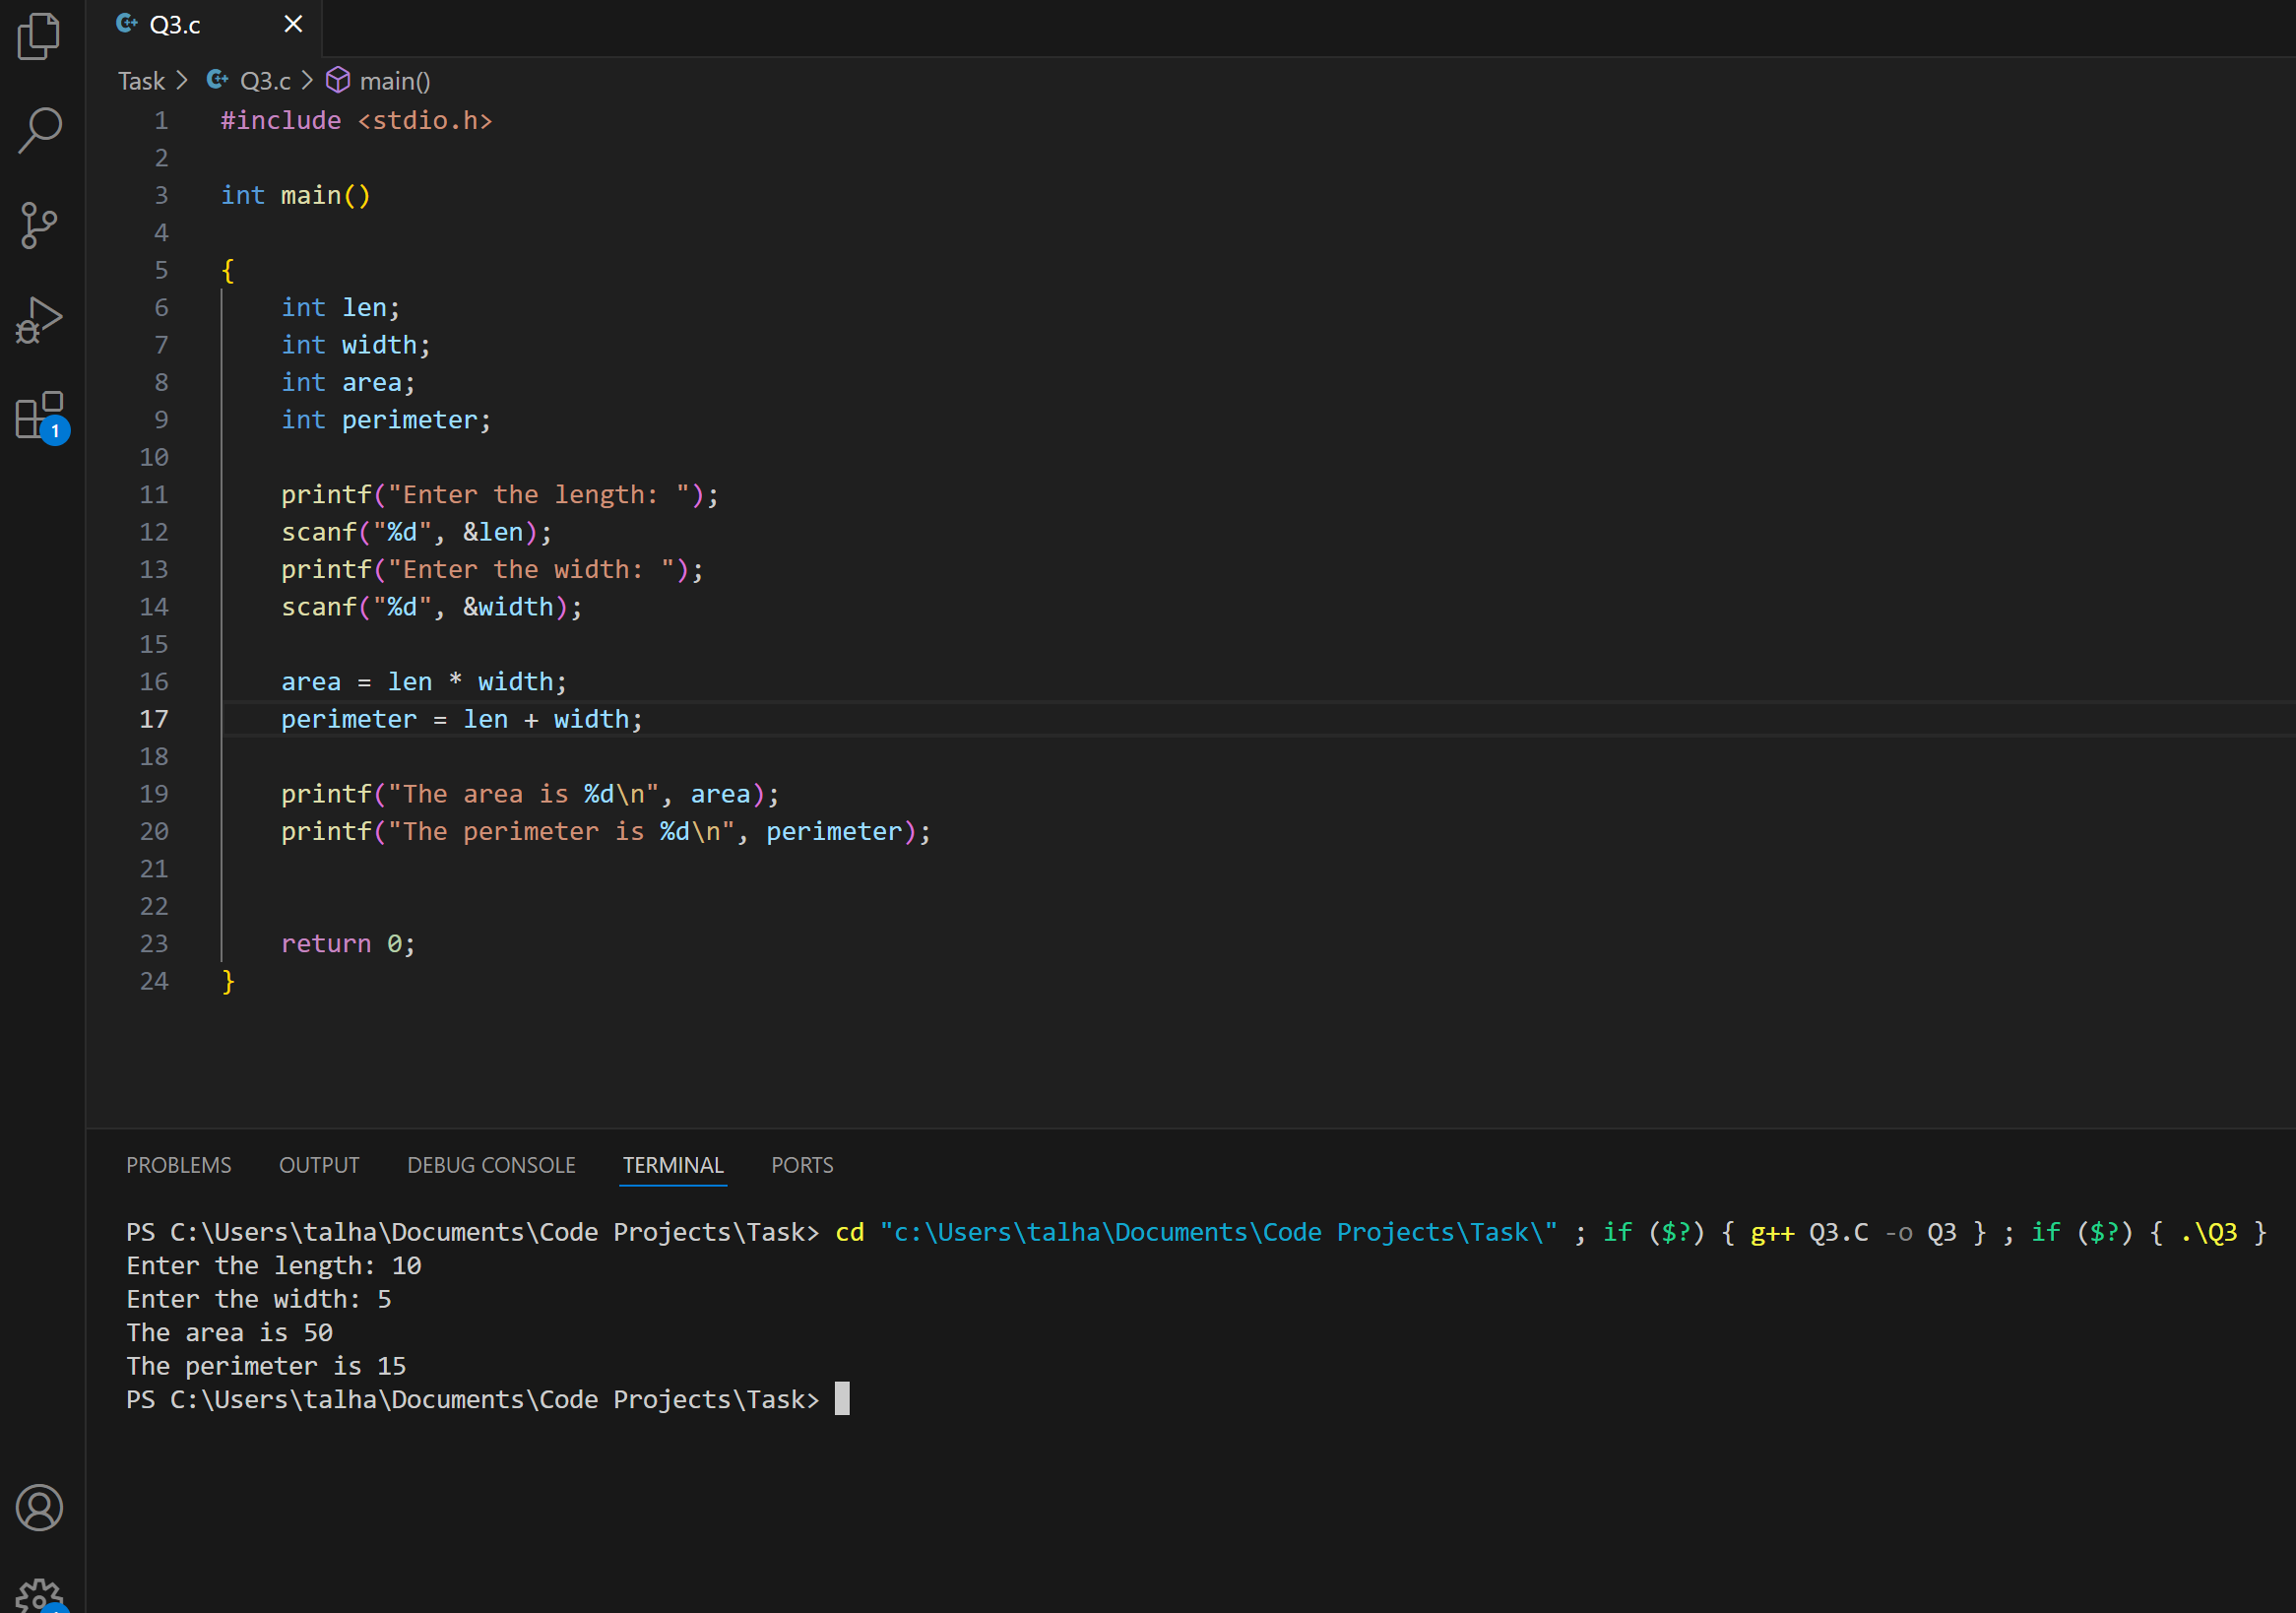 Q3.c
Task > Q3.c > main()
1 #include <stdio.h>
2
3 int main()
4
5 {
6     int len;
7     int width;
8     int area;
9     int perimeter;
10
11     printf("Enter the length: ");
12     scanf("%d", &len);
13     printf("Enter the width: ");
14     scanf("%d", &width);
15
16     area = len * width;
17     perimeter = len + width;
18
19     printf("The area is %d\n", area);
20     printf("The perimeter is %d\n", perimeter);
21
22
23     return 0;
24 }
1
PROBLEMS OUTPUT DEBUG CONSOLE TERMINAL PORTS
PS C:\Users\talha\Documents\Code Projects\Task> cd "c:\Users\talha\Documents\Code Projects\Task\" ; if ($?) { g++ Q3.C -o Q3 } ; if ($?) { .\Q3 }
Enter the length: 10
Enter the width: 5
The area is 50
The perimeter is 15
PS C:\Users\talha\Documents\Code Projects\Task>